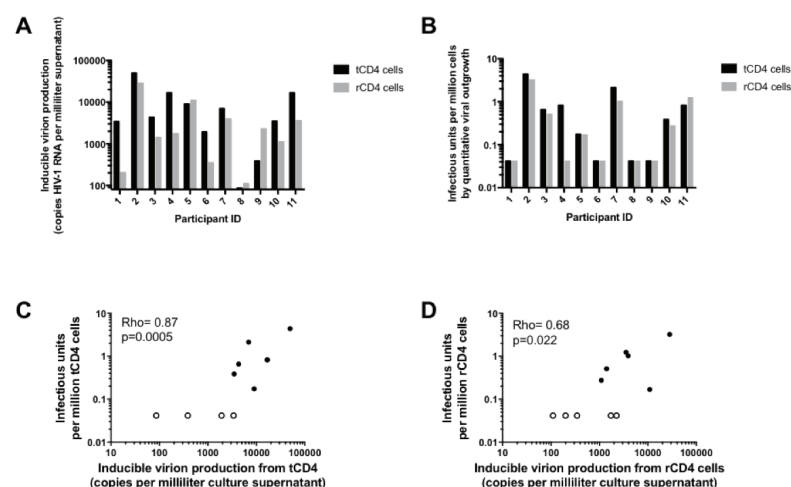 A
Inducible virion production
(copies HIV-1 RNA per milliliter supernatant)
100000
10000
1000
100
1 2 3 4 5 6 7 8 9 10 11
Participant ID
tCD4 cells
rCD4 cells
B
Infectious units per million cells
by quantitative viral outgrowth
10
1
0.1
0.01
1 2 3 4 5 6 7 8 9 10 11
Participant ID
tCD4 cells
rCD4 cells
C
Infectious units
per million tCD4 cells
10
1
0.1
0.01
Rho= 0.87
p=0.0005
10 100 1000 10000 100000
Inducible virion production from tCD4
(copies per milliliter culture supernatant)
D
Infectious units
per million rCD4 cells
10
1
0.1
0.01
Rho= 0.68
p=0.022
10 100 1000 10000 100000
Inducible virion production from rCD4 cells
(copies per milliliter culture supernatant)